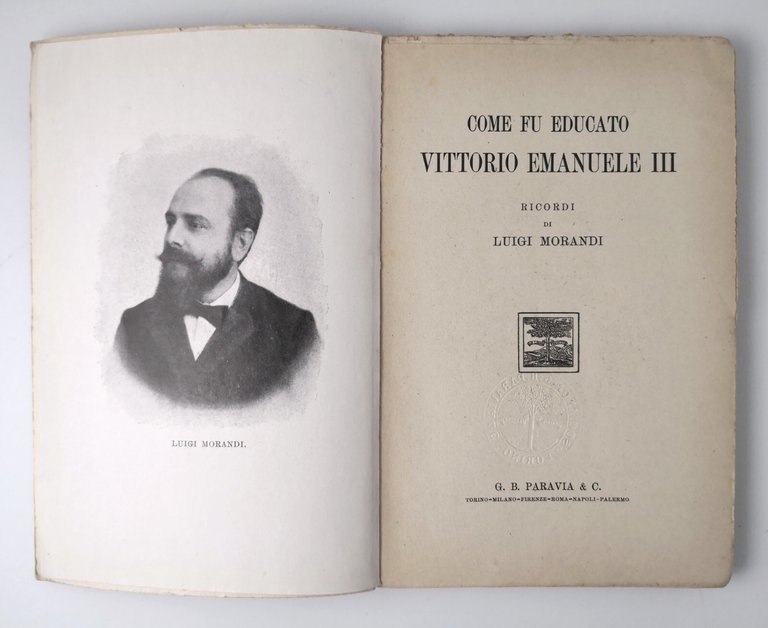 LUIGI MORANDI.
COME FU EDUCATO
VITTORIO EMANUELE III
RICORDI
DI
LUIGI MORANDI
G. B. PARAVIA & C.
TORINO-MILANO-FIRENZE-ROMA-NAPOLI-PALERMO